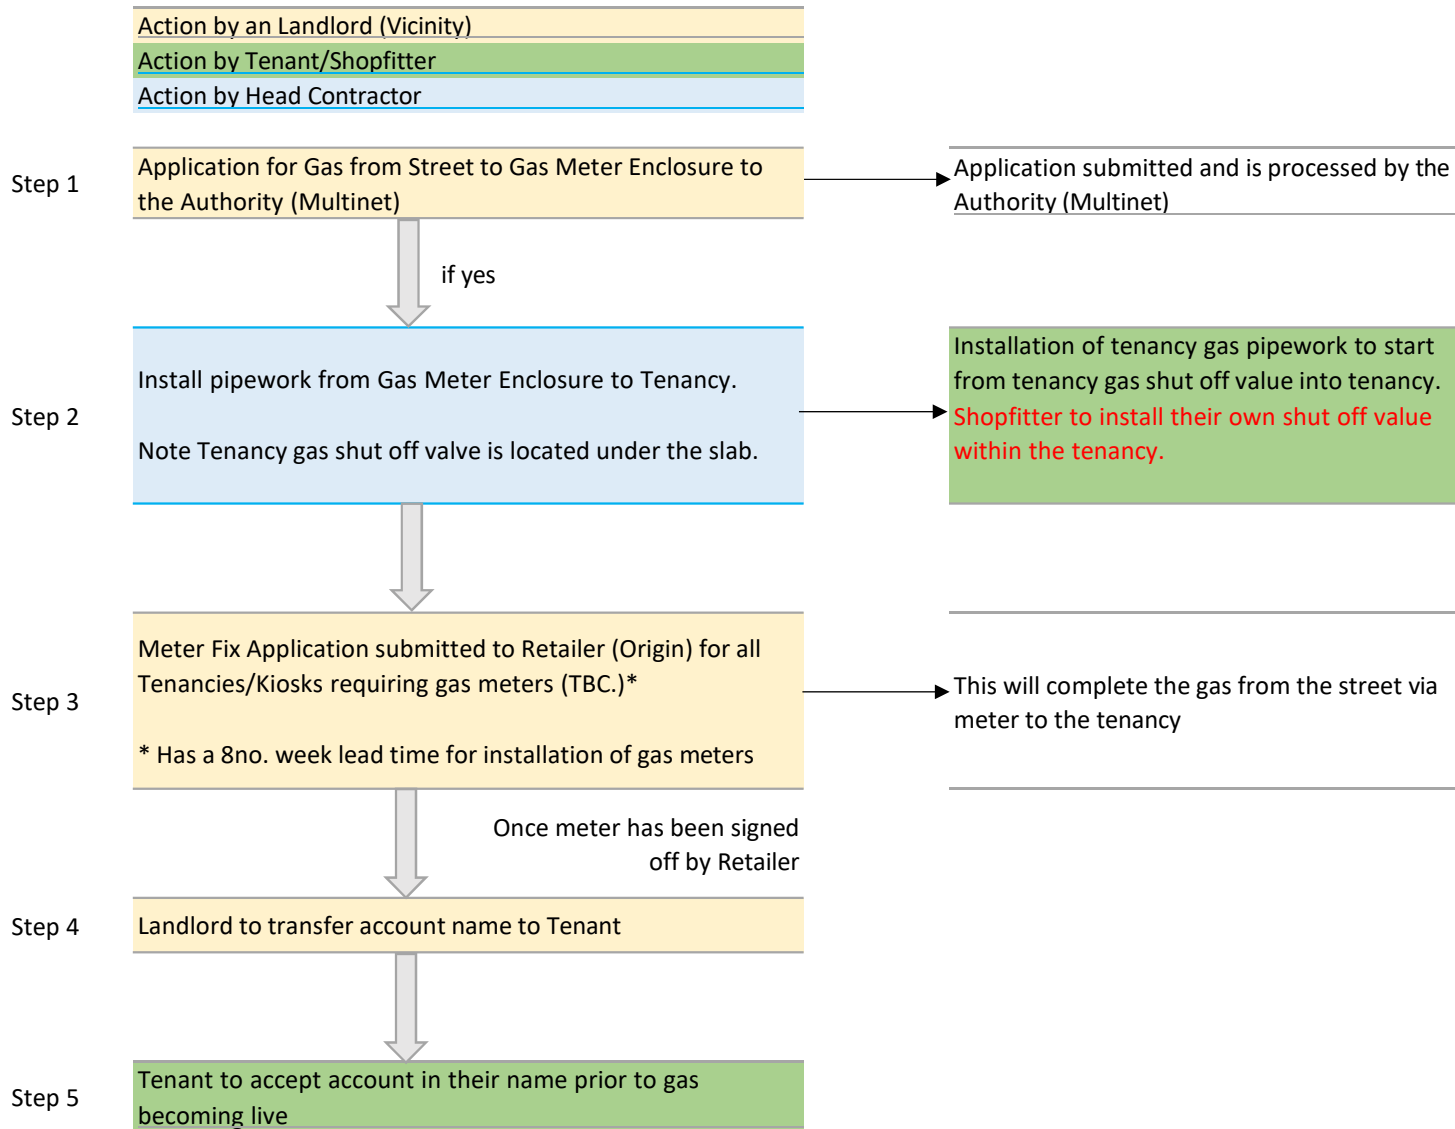 Action by an Landlord (Vicinity)
Action by Tenant/Shopfitter
Action by Head Contractor
Step 1
Application for Gas from Street to Gas Meter Enclosure to
the Authority (Multinet)
Application submitted and is processed by the
Authority (Multinet)
if yes
Step 2
Install pipework from Gas Meter Enclosure to Tenancy.
Note Tenancy gas shut off valve is located under the slab.
Installation of tenancy gas pipework to start
from tenancy gas shut off value into tenancy.
Shopfitter to install their own shut off value
within the tenancy.
Step 3
Meter Fix Application submitted to Retailer (Origin) for all
Tenancies/Kiosks requiring gas meters (TBC.)*
* Has a 8no. week lead time for installation of gas meters
This will complete the gas from the street via
meter to the tenancy
Once meter has been signed
off by Retailer
Step 4
Landlord to transfer account name to Tenant
Step 5
Tenant to accept account in their name prior to gas
becoming live